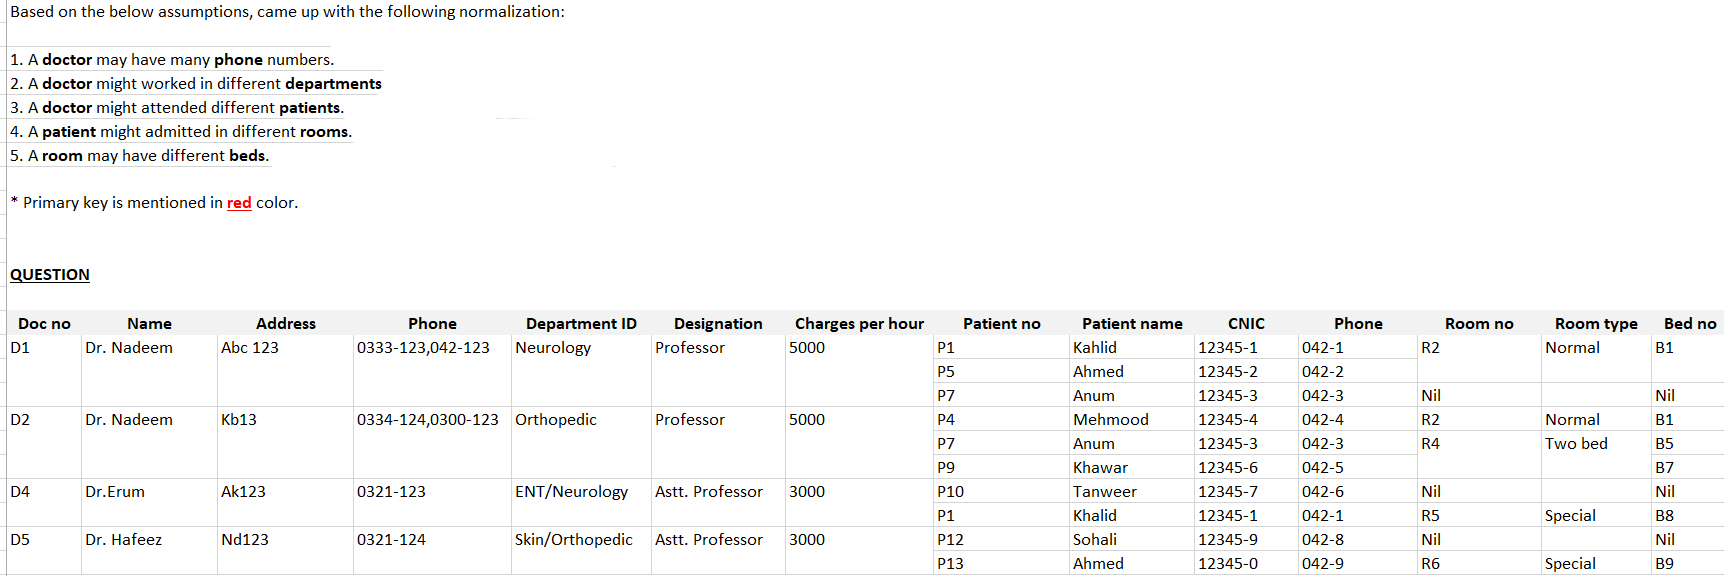 Based on the below assumptions, came up with the following normalization:
1. A doctor may have many phone numbers.
2. A doctor might worked in different departments
3. A doctor might attended different patients.
4. A patient might admitted in different rooms.
5. A room may have different beds.
* Primary key is mentioned in red color.
QUESTION
Doc no Name Address Phone Department ID Designation Charges per hour Patient no Patient name CNIC Phone Room no Room type Bed no
D1 Dr. Nadeem Abc 123 0333-123,042-123 Neurology Professor 5000 P1 Kahlid 12345-1 042-1 R2 Normal B1
P5 Ahmed 12345-2 042-2
P7 Anum 12345-3 042-3 Nil Nil
D2 Dr. Nadeem Kb13 0334-124,0300-123 Orthopedic Professor 5000 P4 Mehmood 12345-4 042-4 R2 Normal B1
P7 Anum 12345-3 042-3 R4 Two bed B5
P9 Khawar 12345-6 042-5 B7
D4 Dr.Erum Ak123 0321-123 ENT/Neurology Astt. Professor 3000 P10 Tanweer 12345-7 042-6 Nil Nil
P1 Khalid 12345-1 042-1 R5 Special B8
D5 Dr. Hafeez Nd123 0321-124 Skin/Orthopedic Astt. Professor 3000 P12 Sohali 12345-9 042-8 Nil Nil
P13 Ahmed 12345-0 042-9 R6 Special B9